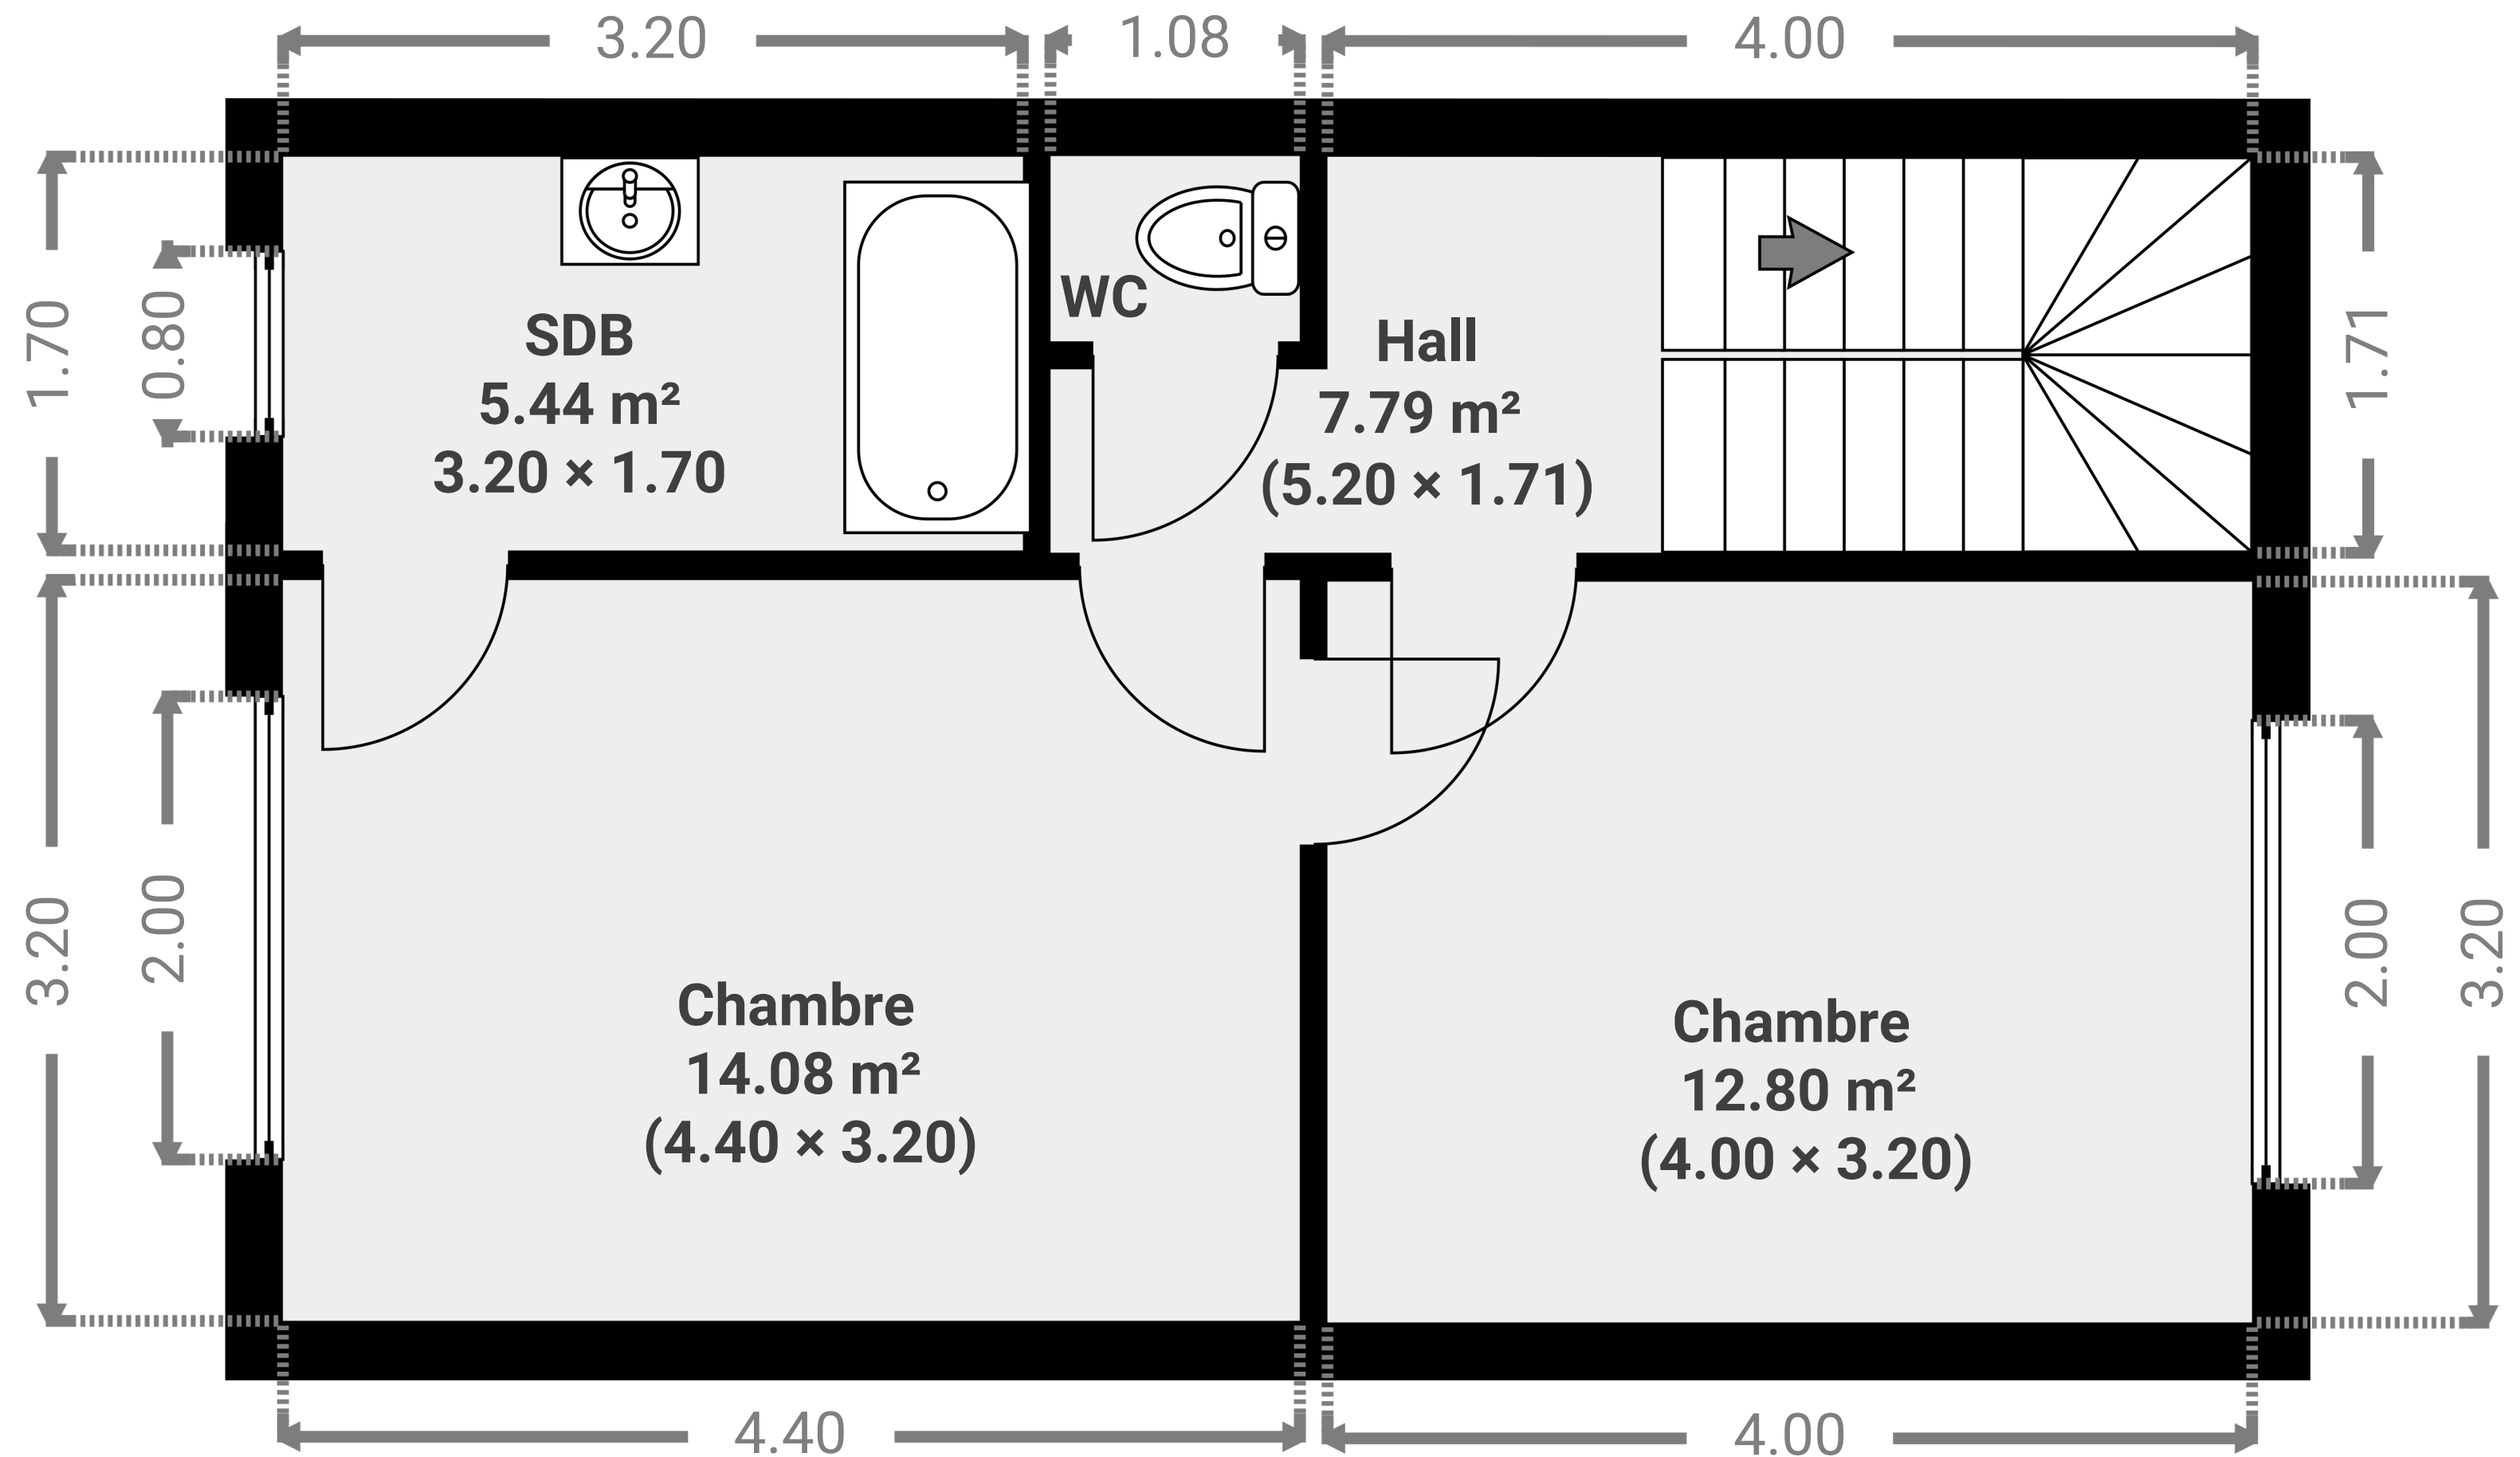 3.20
1.08
4.00
1.70
0.80
SDB
5.44 m²
3.20 × 1.70
WC
Hall
7.79 m²
(5.20 × 1.71)
1.71
3.20
2.00
Chambre
14.08 m²
(4.40 × 3.20)
Chambre
12.80 m²
(4.00 × 3.20)
2.00
3.20
4.40
4.00